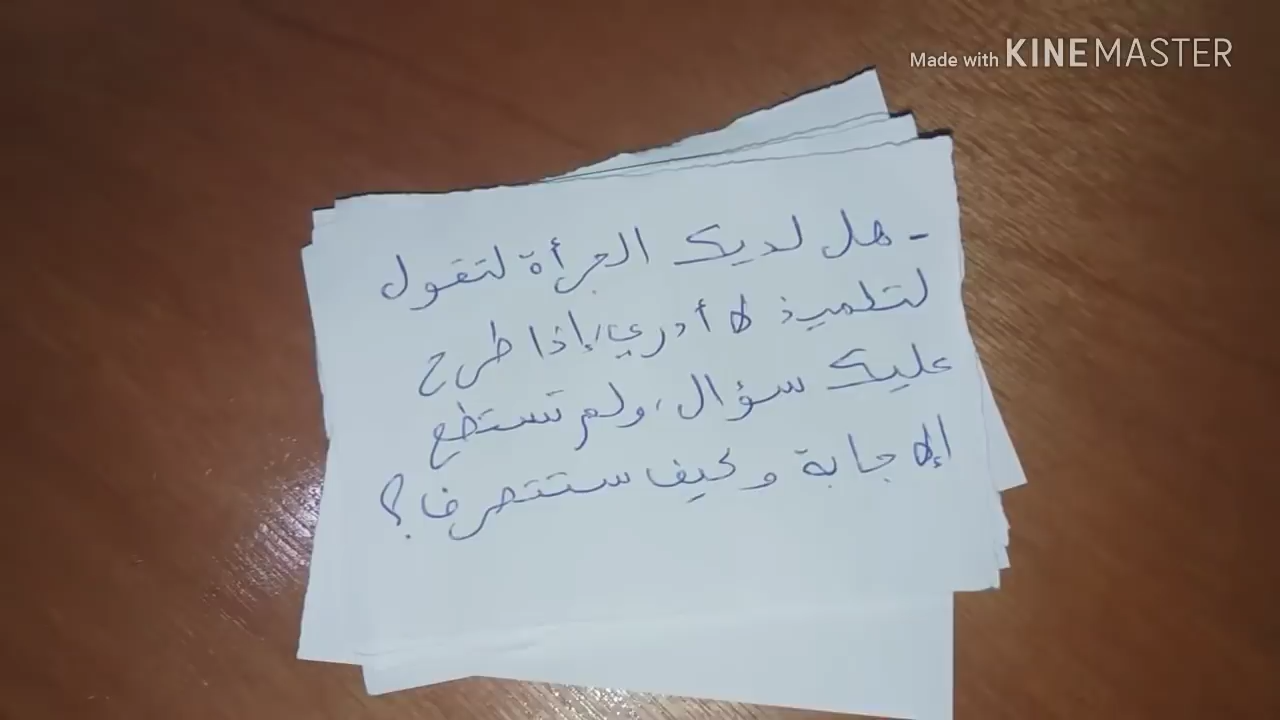 Made with KINEMASTER
- هل لديك الجرأة لتقول
لتلميذ لا أدري، إذا طرح
عليك سؤال، ولم تستطع
الإجابة وكيف ستتصرف؟